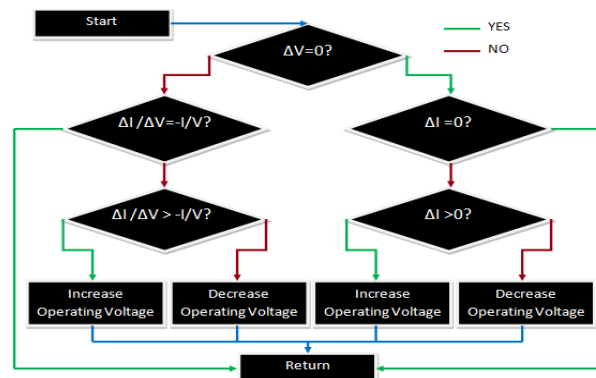 Start
YES
NO
ΔV=0?
ΔI /ΔV=-I/V?
ΔI =0?
ΔI /ΔV > -I/V?
ΔI >0?
Increase
Operating Voltage
Decrease
Operating Voltage
Increase
Operating Voltage
Decrease
Operating Voltage
Return